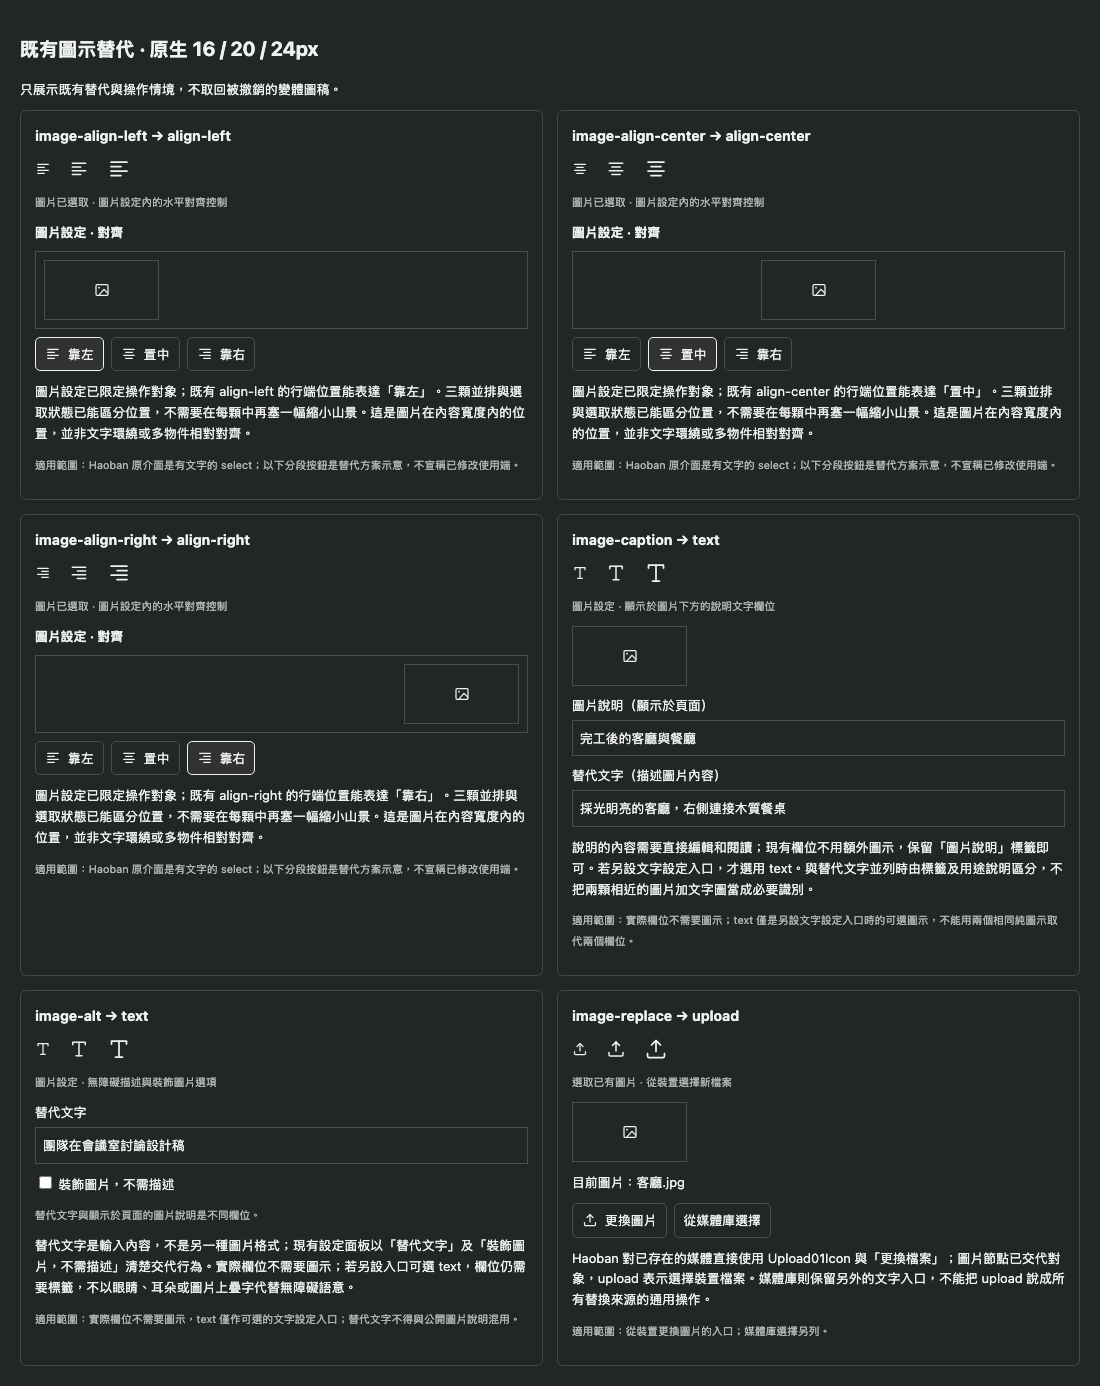 既有圖示替代 · 原生 16 / 20 / 24px
只展示既有替代與操作情境，不取回被撤銷的變體圖稿。
image-align-left → align-left
圖片已選取 · 圖片設定內的水平對齊控制
圖片設定 · 對齊
靠左 置中 靠右
圖片設定已限定操作對象；既有 align-left 的行端位置能表達「靠左」。三顆並排與選
取狀態已能區分位置，不需要在每顆中再塞一幅縮小山景。這是圖片在內容寬度內的位
置，並非文字環繞或多物件相對對齊。
適用範圍：Haoban 原介面是有文字的 select；以下分段按鈕是替代方案示意，不宣稱已修改使用端。
image-align-center → align-center
圖片已選取 · 圖片設定內的水平對齊控制
圖片設定 · 對齊
靠左 置中 靠右
圖片設定已限定操作對象；既有 align-center 的行端位置能表達「置中」。三顆並排
與選取狀態已能區分位置，不需要在每顆中再塞一幅縮小山景。這是圖片在內容寬度內
的位置，並非文字環繞或多物件相對對齊。
適用範圍：Haoban 原介面是有文字的 select；以下分段按鈕是替代方案示意，不宣稱已修改使用端。
image-align-right → align-right
圖片已選取 · 圖片設定內的水平對齊控制
圖片設定 · 對齊
靠左 置中 靠右
圖片設定已限定操作對象；既有 align-right 的行端位置能表達「靠右」。三顆並排與
選取狀態已能區分位置，不需要在每顆中再塞一幅縮小山景。這是圖片在內容寬度內的
位置，並非文字環繞或多物件相對對齊。
適用範圍：Haoban 原介面是有文字的 select；以下分段按鈕是替代方案示意，不宣稱已修改使用端。
image-caption → text
圖片設定 · 顯示於圖片下方的說明文字欄位
圖片說明（顯示於頁面）
完工後的客廳與餐廳
替代文字（描述圖片內容）
採光明亮的客廳，右側連接木質餐桌
說明的內容需要直接編輯和閱讀；現有欄位不用額外圖示，保留「圖片說明」標籤即
可。若另設文字設定入口，才選用 text。與替代文字並列時由標籤及用途說明區分，不
把兩顆相近的圖片加文字圖當成必要識別。
適用範圍：實際欄位不需要圖示；text 僅是另設文字設定入口時的可選圖示，不能用兩個相同純圖示取
代兩個欄位。
image-alt → text
圖片設定 · 無障礙描述與裝飾圖片選項
替代文字
團隊在會議室討論設計稿
裝飾圖片，不需描述
替代文字與顯示於頁面的圖片說明是不同欄位。
替代文字是輸入內容，不是另一種圖片格式；現有設定面板以「替代文字」及「裝飾圖
片，不需描述」清楚交代行為。實際欄位不需要圖示；若另設入口可選 text，欄位仍需
要標籤，不以眼睛、耳朵或圖片上疊字代替無障礙語意。
適用範圍：實際欄位不需要圖示，text 僅作可選的文字設定入口；替代文字不得與公開圖片說明混用。
image-replace → upload
選取已有圖片 · 從裝置選擇新檔案
目前圖片：客廳.jpg
更換圖片 從媒體庫選擇
Haoban 對已存在的媒體直接使用 Upload01Icon 與「更換檔案」；圖片節點已交代對
象，upload 表示選擇裝置檔案。媒體庫則保留另外的文字入口，不能把 upload 說成所
有替換來源的通用操作。
適用範圍：從裝置更換圖片的入口；媒體庫選擇另列。